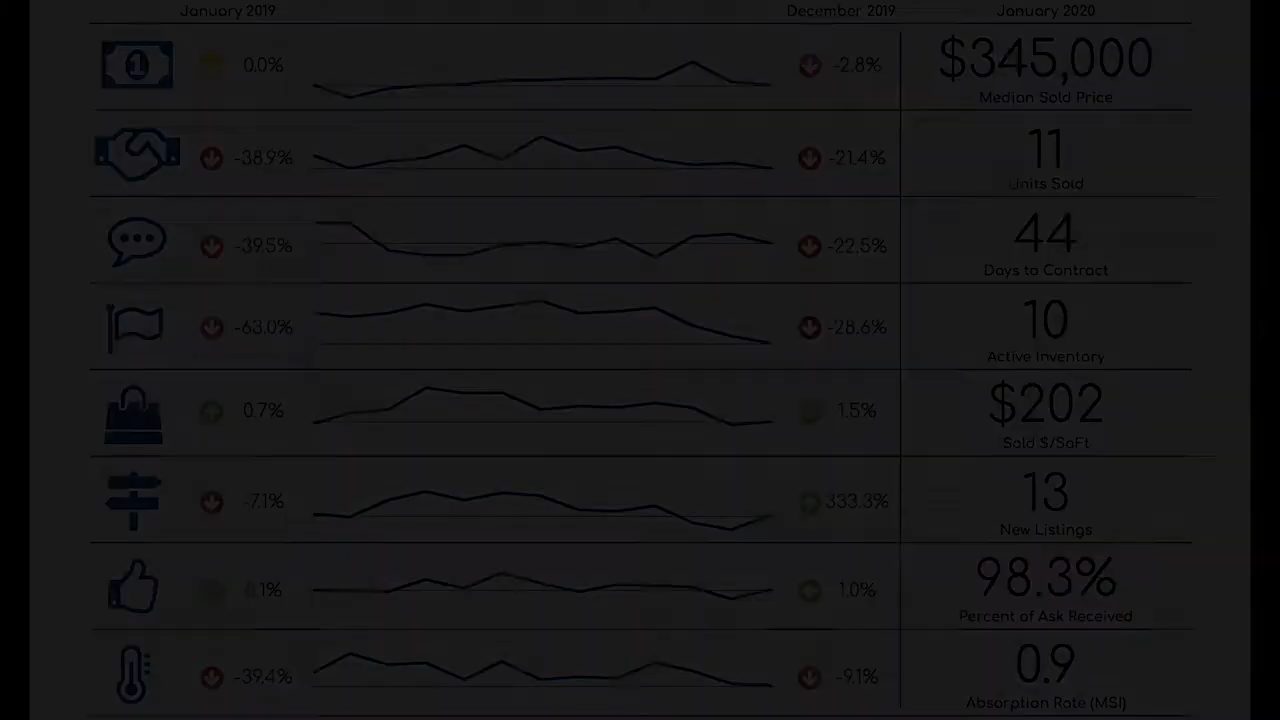 January 2019 December 2019 January 2020
1 0.0% -2.8% $345,000
Median Sold Price
-38.9% -21.4% 11
Units Sold
-39.5% -22.5% 44
Days to Contract
-63.0% -28.6% 10
Active Inventory
0.7% 1.5% $202
Sold $/SqFt
-7.1% 333.3% 13
New Listings
1% 1.0% 98.3%
Percent of Ask Received
-39.4% -9.1% 0.9
Absorption Rate (MSI)